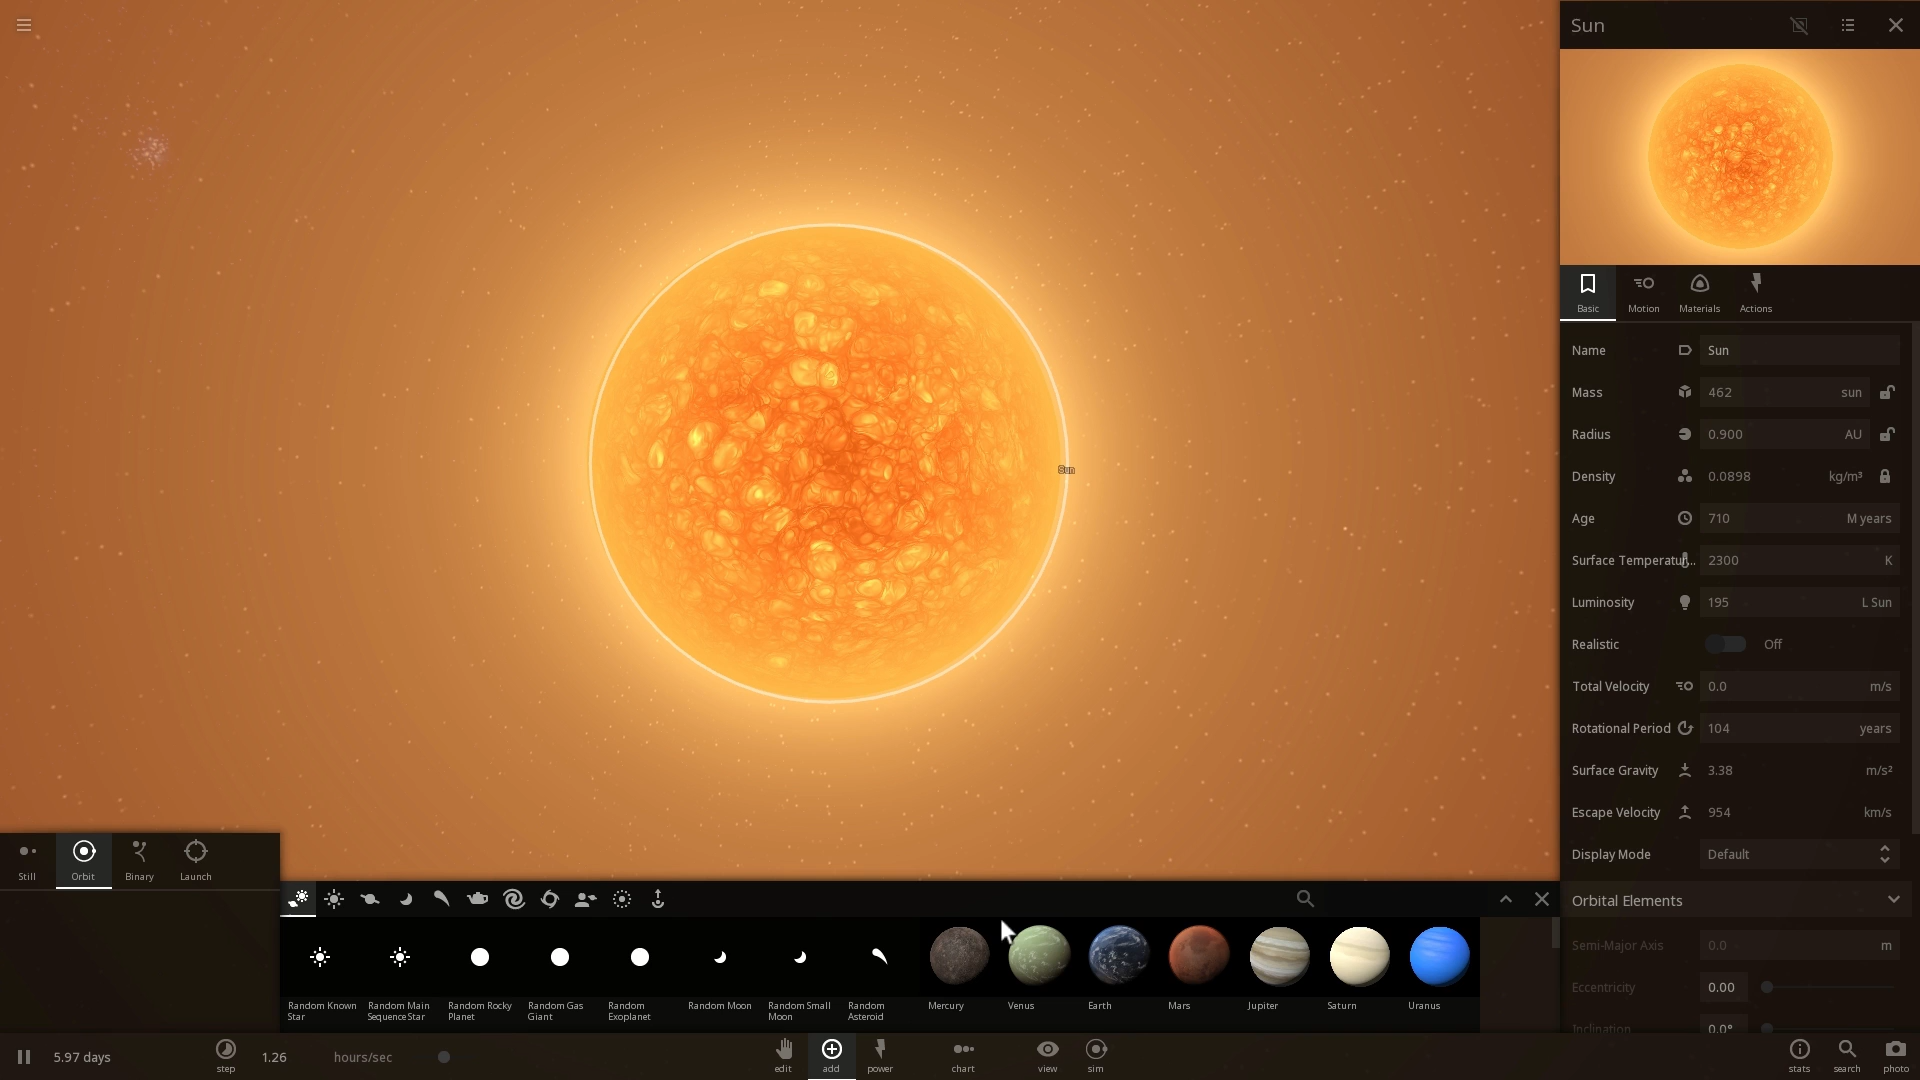 Sun
Basic
Motion
Materials
Actions
Name
Sun
Mass
462
sun
Radius
0.900
AU
Density
0.0898
kg/m³
Age
710
M years
Surface Temperatur...
2300
K
Luminosity
195
L Sun
Realistic
Off
Total Velocity
0.0
m/s
Rotational Period
104
years
Surface Gravity
3.38
m/s²
Escape Velocity
954
km/s
Display Mode
Default
Orbital Elements
Semi-Major Axis
0.0
m
Eccentricity
0.00
Inclination
0.0°
Sun
Still
Orbit
Binary
Launch
Random Known
Star
Random Main
Sequence Star
Random Rocky
Planet
Random Gas
Giant
Random
Exoplanet
Random Moon
Random Small
Moon
Random
Asteroid
Mercury
Venus
Earth
Mars
Jupiter
Saturn
Uranus
5.97 days
step
1.26
hours/sec
edit
add
power
chart
view
sim
stats
search
photo